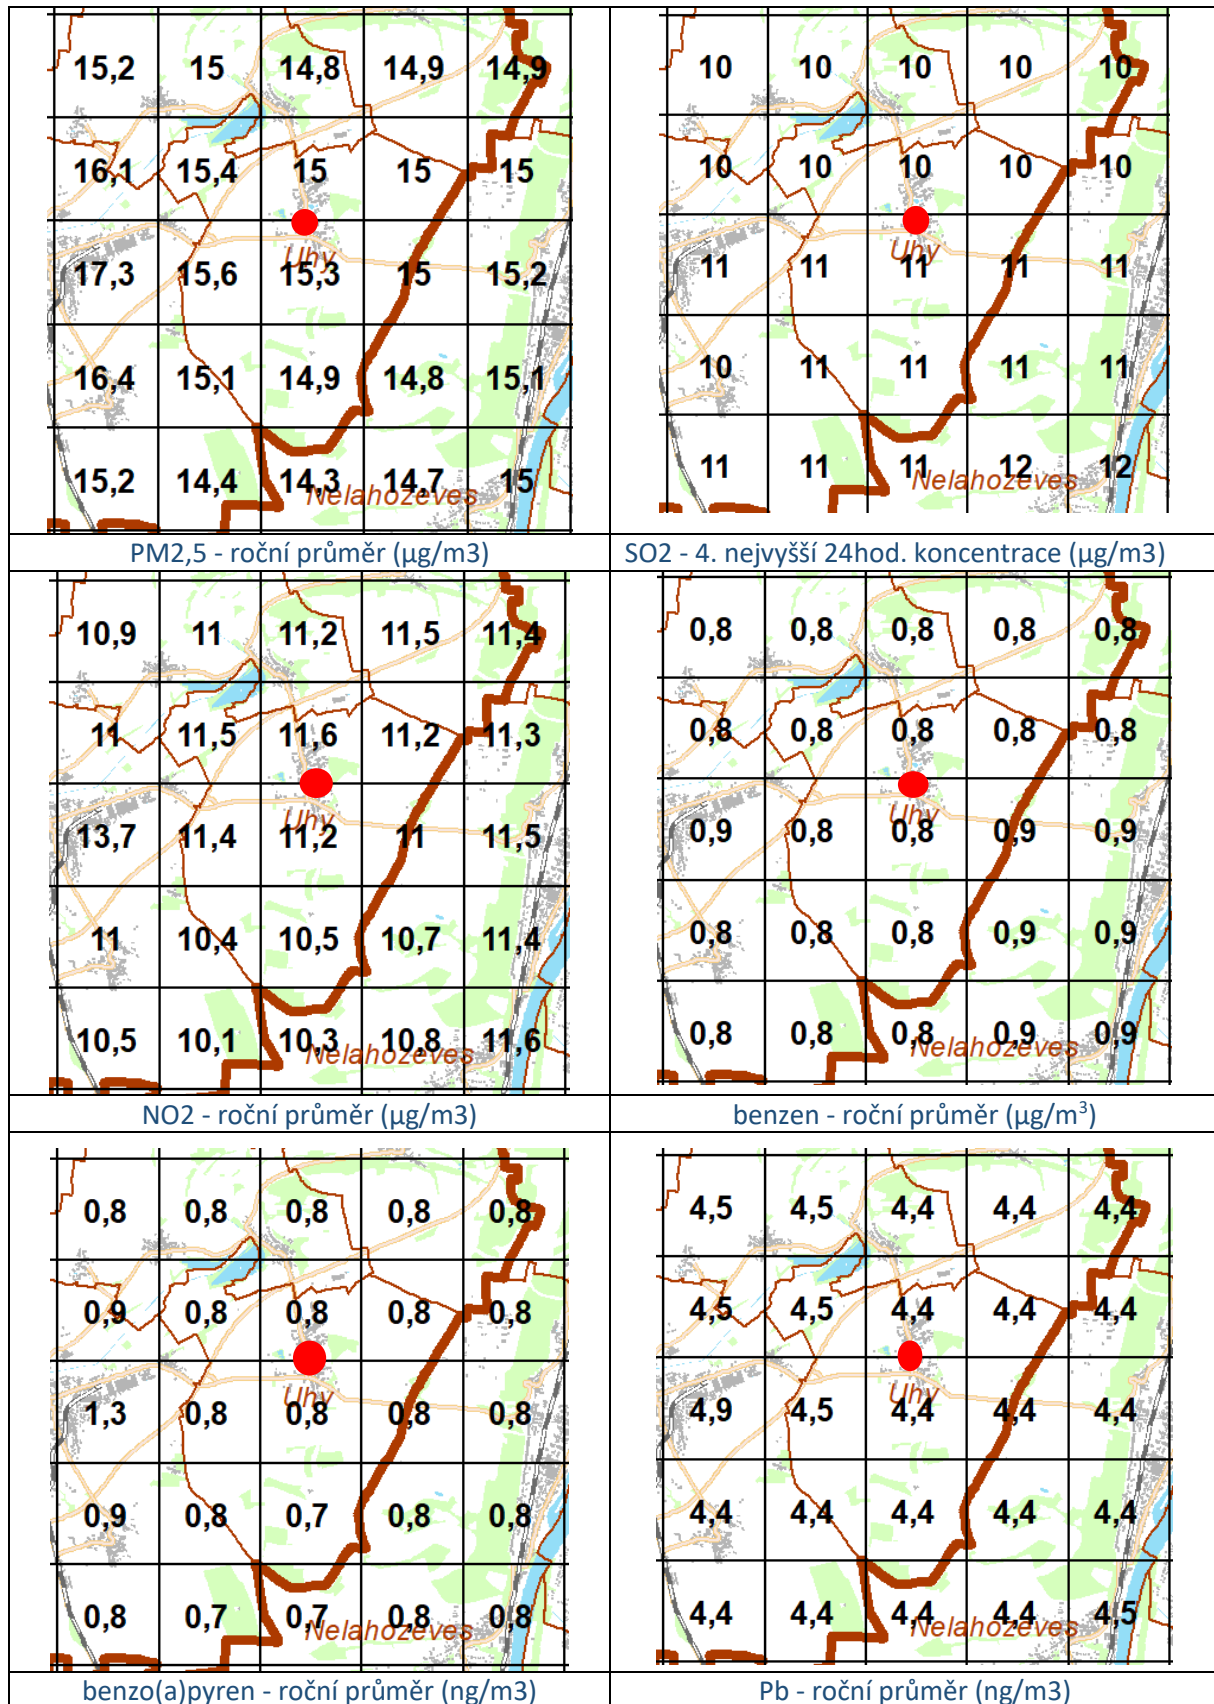 15,2 15 14,8 14,9 14,9
16,1 15,4 15 15 15
Uhy
17,3 15,6 15,3 15 15,2
16,4 15,1 14,9 14,8 15,1
15,2 14,4 14,3 14,7 15
Nelahozeves
PM2,5 - roční průměr (µg/m3)
10 10 10 10 10
10 10 10 10 10
Uhy
11 11 11 11 11
10 11 11 11 11
11 11 11 12 12
Nelahozeves
SO2 - 4. nejvyšší 24hod. koncentrace (µg/m3)
10,9 11 11,2 11,5 11,4
11 11,5 11,6 11,2 11,3
Uhy
13,7 11,4 11,2 11 11,5
11 10,4 10,5 10,7 11,4
10,5 10,1 10,3 10,8 11,6
Nelahozeves
NO2 - roční průměr (µg/m3)
0,8 0,8 0,8 0,8 0,8
0,8 0,8 0,8 0,8 0,8
Uhy
0,9 0,8 0,8 0,9 0,9
0,8 0,8 0,8 0,9 0,9
0,8 0,8 0,8 0,9 0,9
Nelahozeves
benzen - roční průměr (µg/m³)
0,8 0,8 0,8 0,8 0,8
0,9 0,8 0,8 0,8 0,8
Uhy
1,3 0,8 0,8 0,8 0,8
0,9 0,8 0,7 0,8 0,8
0,8 0,7 0,7 0,8 0,8
Nelahozeves
benzo(a)pyren - roční průměr (ng/m3)
4,5 4,5 4,4 4,4 4,4
4,5 4,5 4,4 4,4 4,4
Uhy
4,9 4,5 4,4 4,4 4,4
4,4 4,4 4,4 4,4 4,4
4,4 4,4 4,4 4,4 4,5
Nelahozeves
Pb - roční průměr (ng/m3)